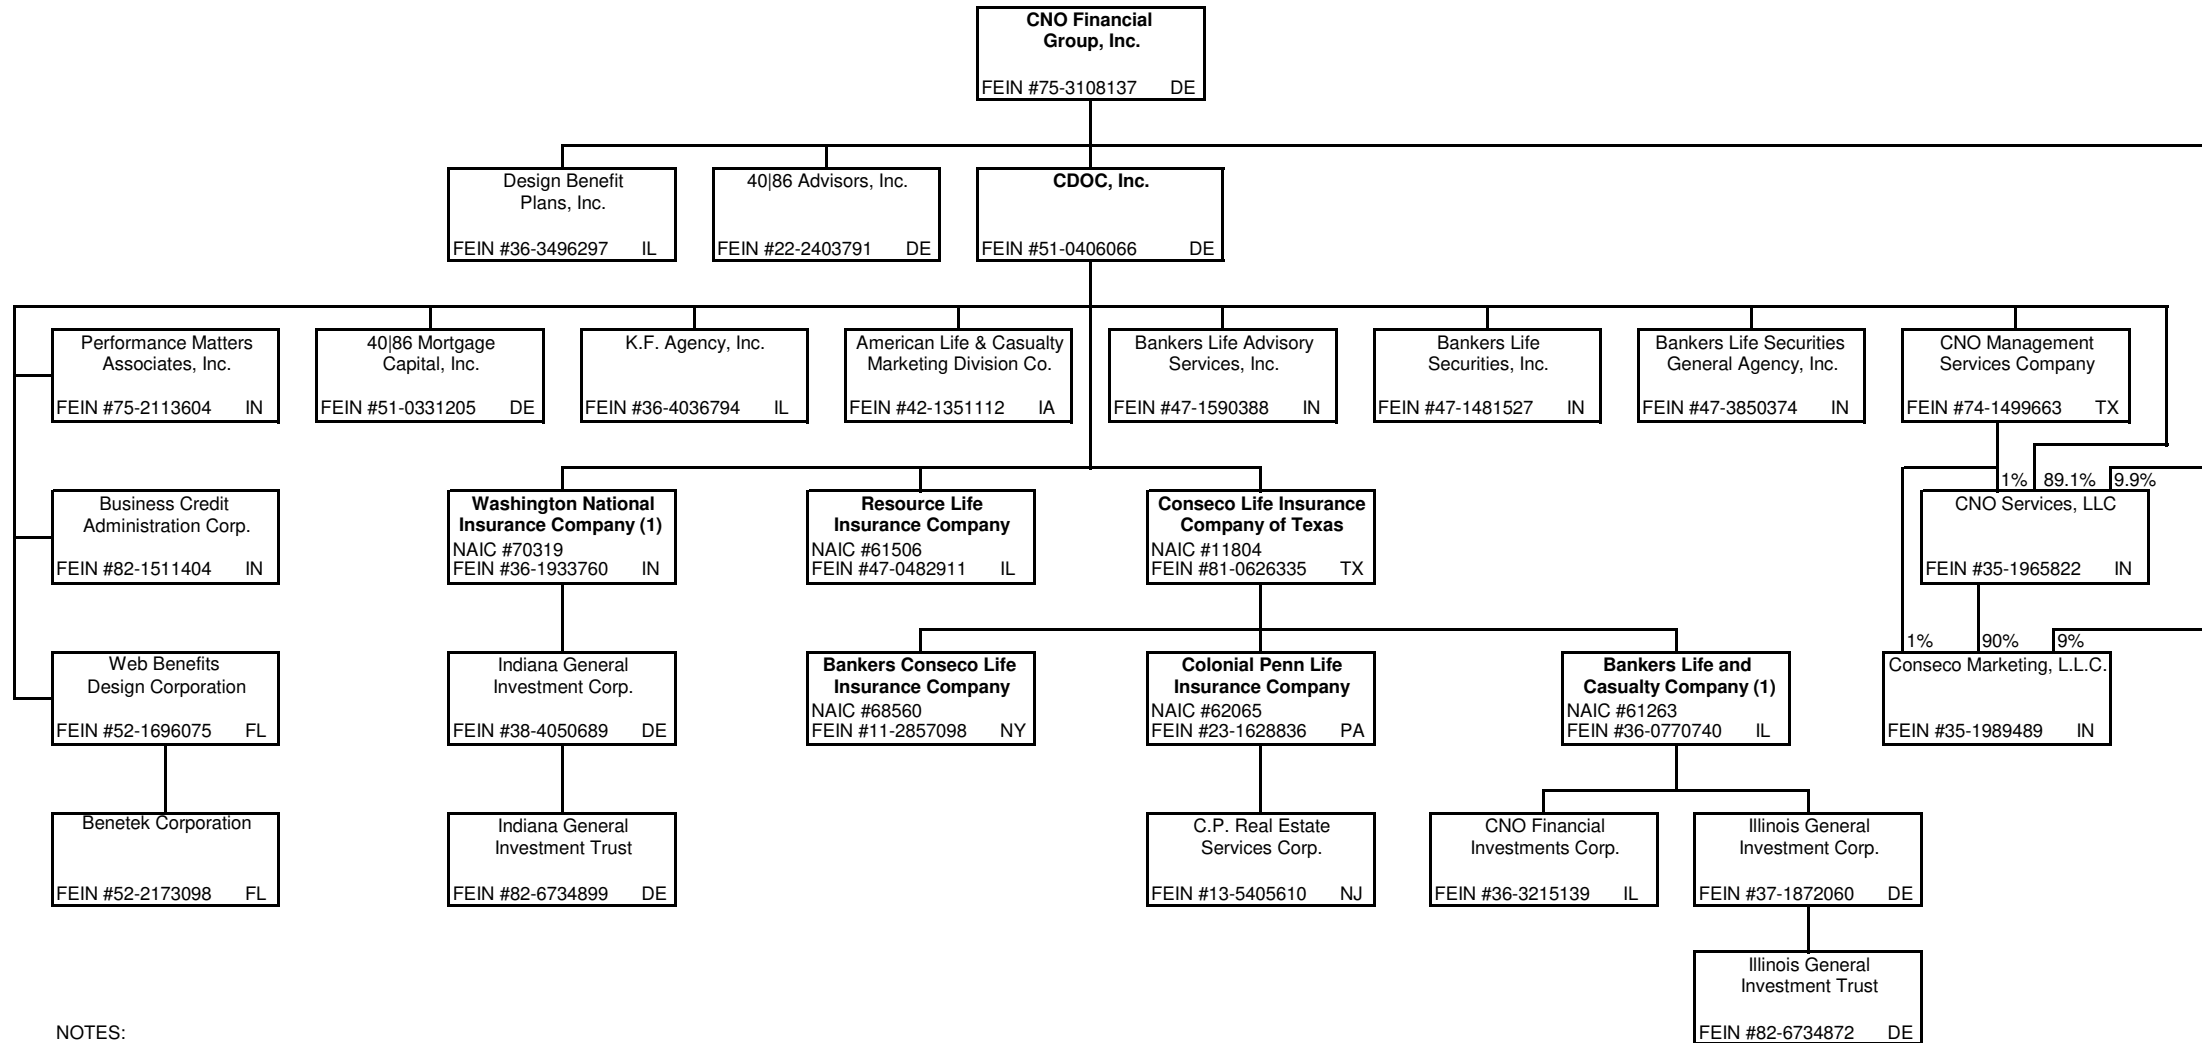 CNO Financial
Group, Inc.
FEIN #75-3108137 DE
Design Benefit
Plans, Inc.
FEIN #36-3496297 IL
40|86 Advisors, Inc.
FEIN #22-2403791 DE
CDOC, Inc.
FEIN #51-0406066 DE
Performance Matters
Associates, Inc.
FEIN #75-2113604 IN
40|86 Mortgage
Capital, Inc.
FEIN #51-0331205 DE
K.F. Agency, Inc.
FEIN #36-4036794 IL
American Life & Casualty
Marketing Division Co.
FEIN #42-1351112 IA
Bankers Life Advisory
Services, Inc.
FEIN #47-1590388 IN
Bankers Life
Securities, Inc.
FEIN #47-1481527 IN
Bankers Life Securities
General Agency, Inc.
FEIN #47-3850374 IN
CNO Management
Services Company
FEIN #74-1499663 TX
Business Credit
Administration Corp.
FEIN #82-1511404 IN
Washington National
Insurance Company (1)
NAIC #70319
FEIN #36-1933760 IN
Resource Life
Insurance Company
NAIC #61506
FEIN #47-0482911 IL
Conseco Life Insurance
Company of Texas
NAIC #11804
FEIN #81-0626335 TX
1% 89.1% 9.9%
CNO Services, LLC
FEIN #35-1965822 IN
Web Benefits
Design Corporation
FEIN #52-1696075 FL
Indiana General
Investment Corp.
FEIN #38-4050689 DE
Bankers Conseco Life
Insurance Company
NAIC #68560
FEIN #11-2857098 NY
Colonial Penn Life
Insurance Company
NAIC #62065
FEIN #23-1628836 PA
Bankers Life and
Casualty Company (1)
NAIC #61263
FEIN #36-0770740 IL
1% 90% 9%
Conseco Marketing, L.L.C.
FEIN #35-1989489 IN
Benetek Corporation
FEIN #52-2173098 FL
Indiana General
Investment Trust
FEIN #82-6734899 DE
C.P. Real Estate
Services Corp.
FEIN #13-5405610 NJ
CNO Financial
Investments Corp.
FEIN #36-3215139 IL
Illinois General
Investment Corp.
FEIN #37-1872060 DE
Illinois General
Investment Trust
FEIN #82-6734872 DE
NOTES: